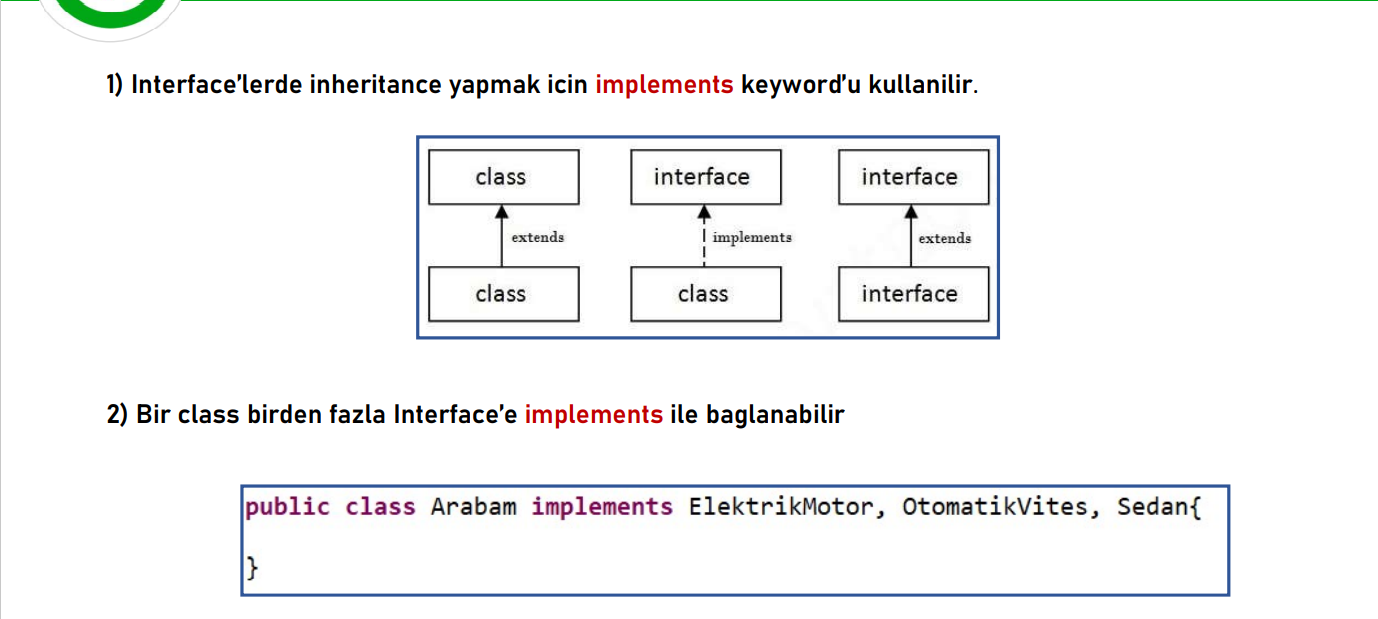 1) Interface'lerde inheritance yapmak icin implements keyword'u kullanilir.
class interface interface
extends implements extends
class class interface
2) Bir class birden fazla Interface'e implements ile baglanabilir
public class Arabam implements ElektrikMotor, OtomatikVites, Sedan{
}